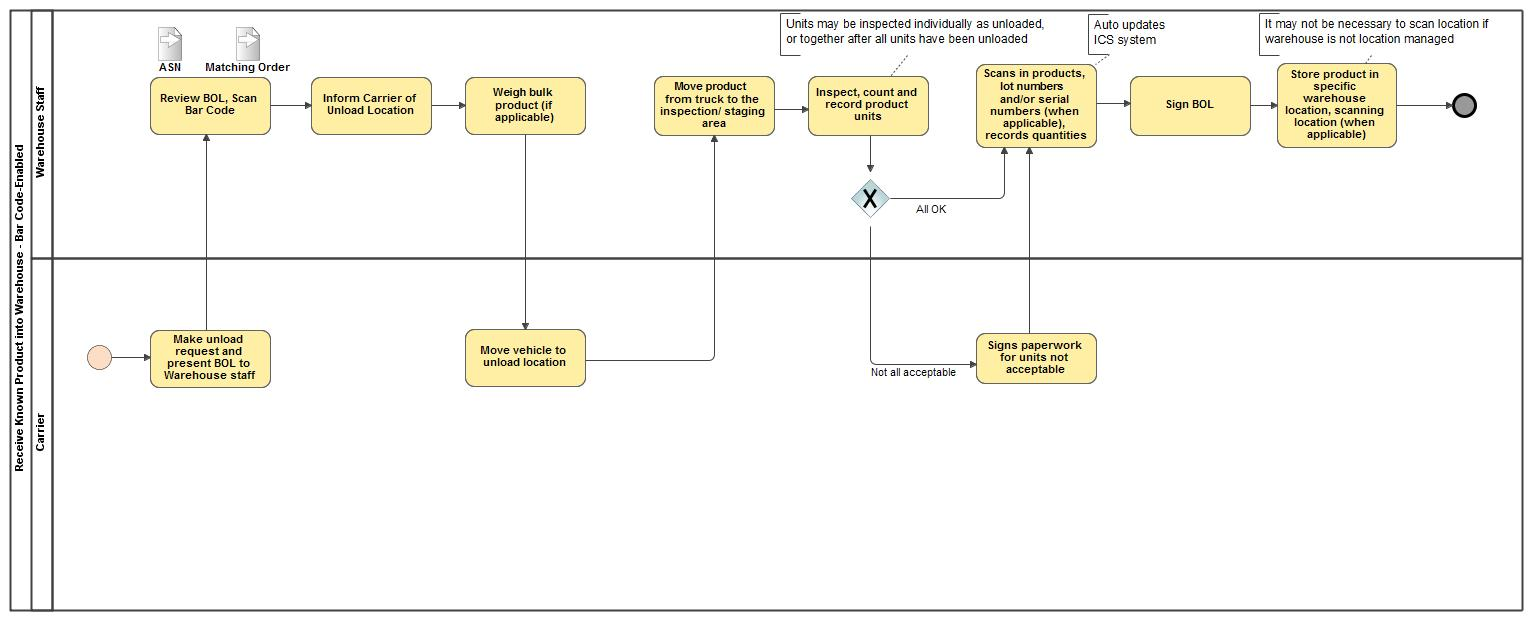 Receive Known Product into Warehouse - Bar Code-Enabled
Warehouse Staff
ASN
Matching Order
Review BOL, Scan
Bar Code
Inform Carrier of
Unload Location
Weigh bulk
product (if
applicable)
Move product
from truck to the
inspection/ staging
area
Units may be inspected individually as unloaded,
or together after all units have been unloaded
Inspect, count and
record product
units
X
All OK
Not all acceptable
Auto updates
ICS system
Scans in products,
lot numbers
and/or serial
numbers (when
applicable),
records quantities
Sign BOL
It may not be necessary to scan location if
warehouse is not location managed
Store product in
specific
warehouse
location, scanning
location (when
applicable)
Carrier
Make unload
request and
present BOL to
Warehouse staff
Move vehicle to
unload location
Signs paperwork
for units not
acceptable